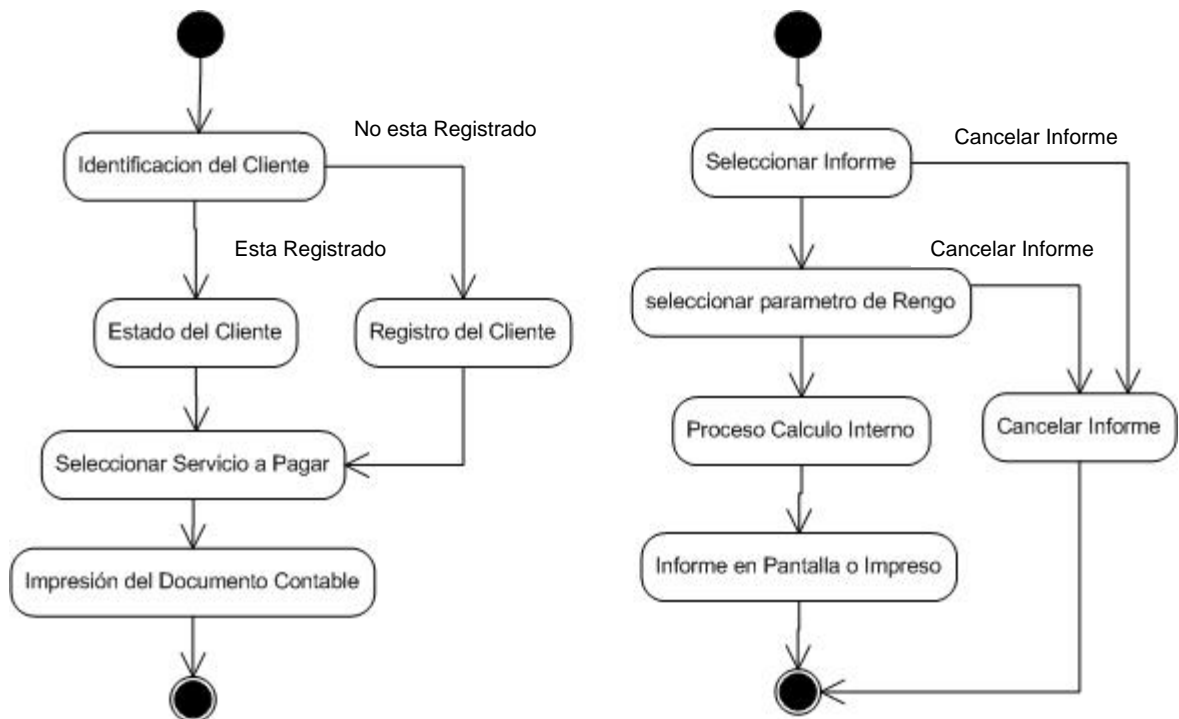 No esta Registrado
Identificacion del Cliente
Esta Registrado
Estado del Cliente
Registro del Cliente
Seleccionar Servicio a Pagar
Impresión del Documento Contable
Cancelar Informe
Seleccionar Informe
Cancelar Informe
seleccionar parametro de Rengo
Proceso Calculo Interno
Cancelar Informe
Informe en Pantalla o Impreso